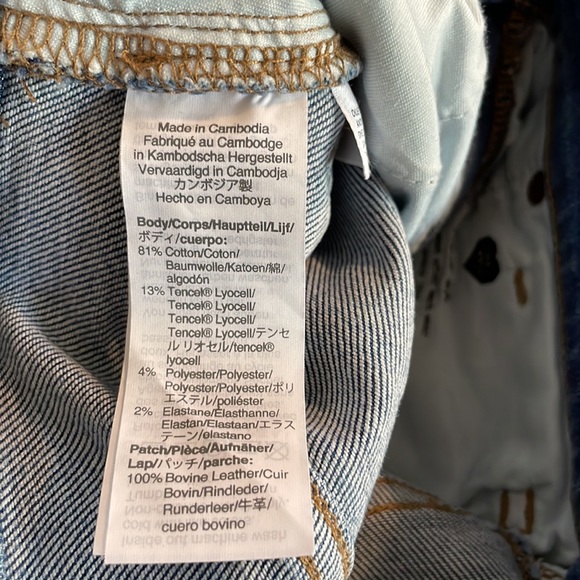 Made in Cambodia
Fabriqué au Cambodge
in Kambodscha Hergestellt
Vervaardigd in Cambodja
カンボジア製
Hecho en Camboya
Body/Corps/Hauptteil/Lijf/
ボディ/cuerpo:
81% Cotton/Coton/
Baumwolle/Katoen/綿/
algodón
13% Tencel® Lyocell/
Tencel® Lyocell/
Tencel® Lyocell/
Tencel® Lyocell/テンセ
ル リオセル/tencel®
lyocell
4% Polyester/Polyester/
Polyester/Polyester/ポリ
エステル/poliéster
2% Elastane/Élasthanne/
Elastan/Elastaan/エラス
テーン/elastano
Patch/Pièce/Aufnäher/
Lap/パッチ/parche:
100% Bovine Leather/Cuir
Bovin/Rindleder/
Runderleer/牛革/
cuero bovino